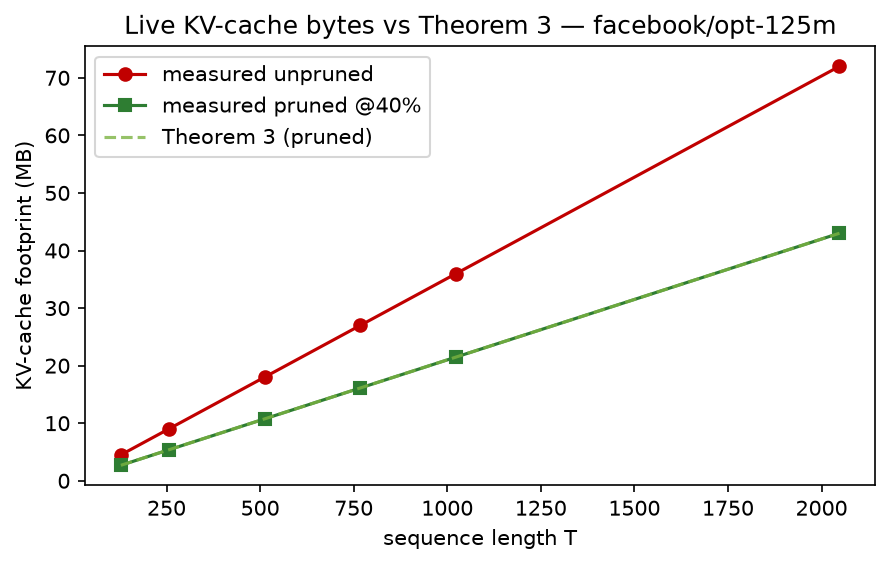 Live KV-cache bytes vs Theorem 3 — facebook/opt-125m
measured unpruned
measured pruned @40%
Theorem 3 (pruned)
KV-cache footprint (MB)
70
60
50
40
30
20
10
0
250 500 750 1000 1250 1500 1750 2000
sequence length T